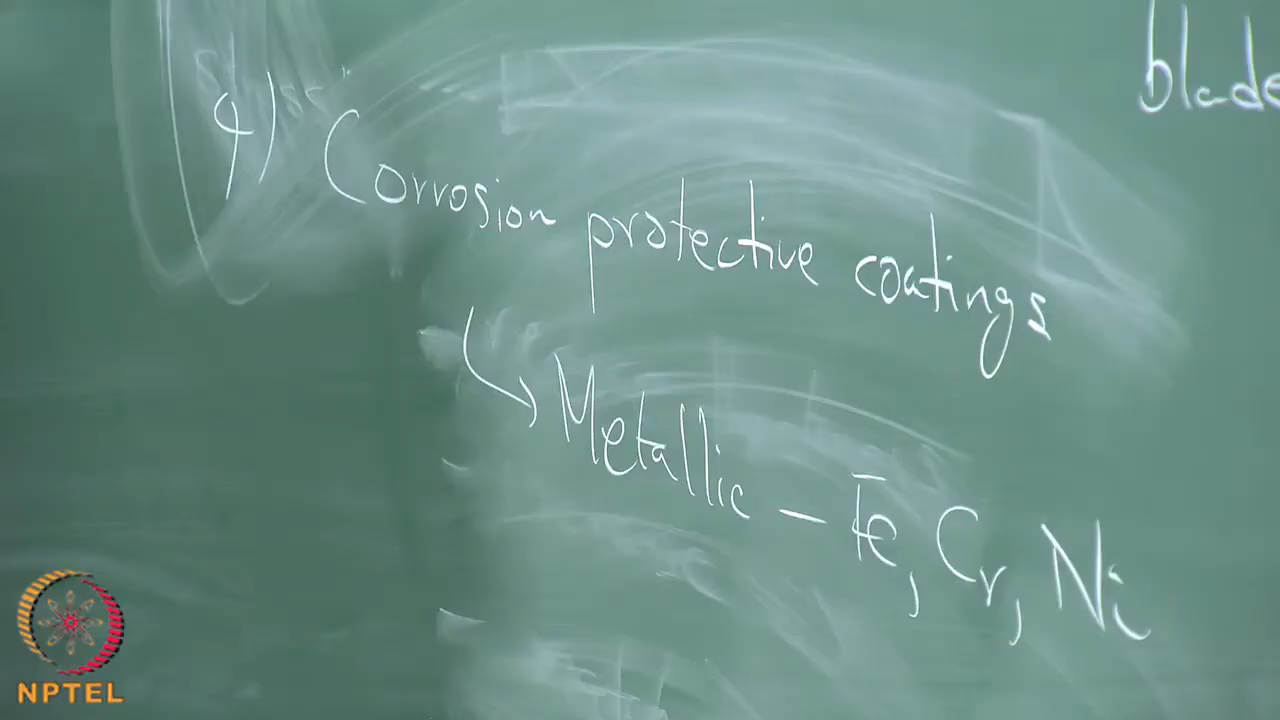 blade
4) Corrosion protective coatings
↳ Metallic – Fe, Cr, Ni
NPTEL